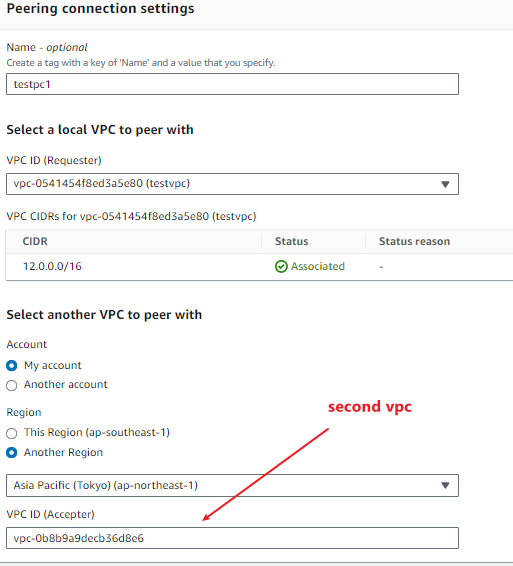 Peering connection settings
Name - optional
Create a tag with a key of 'Name' and a value that you specify.
testpc1
Select a local VPC to peer with
VPC ID (Requester)
vpc-0541454f8ed3a5e80 (testvpc)
VPC CIDRs for vpc-0541454f8ed3a5e80 (testvpc)
CIDR Status Status reason
12.0.0.0/16 Associated -
Select another VPC to peer with
Account
My account
Another account
second vpc
Region
This Region (ap-southeast-1)
Another Region
Asia Pacific (Tokyo) (ap-northeast-1)
VPC ID (Accepter)
vpc-0b8b9a9decb36d8e6